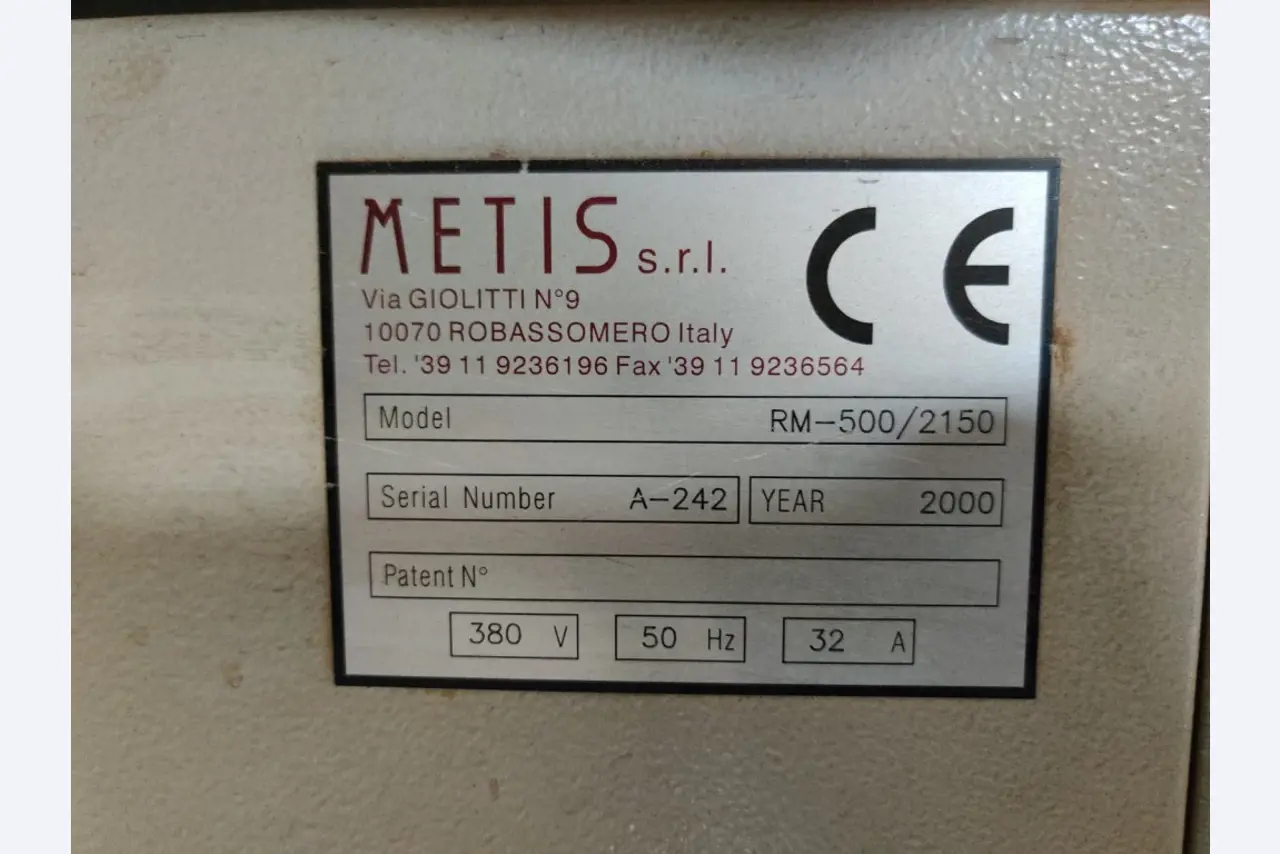 METIS s.r.l.
CE
Via GIOLITTI N°9
10070 ROBASSOMERO Italy
Tel. '39 11 9236196 Fax '39 11 9236564
Model RM-500/2150
Serial Number A-242 YEAR 2000
Patent N°
380 V 50 Hz 32 A